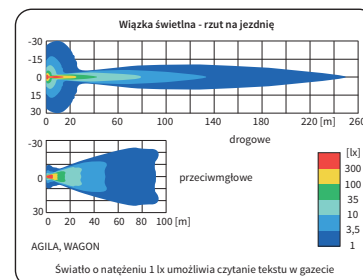 Wiązka świetlna - rzut na jezdnię
-30
15
0
15
30
0 20 60 100 140 180 220 [m] 260
drogowe
[lx]
300
100
35
10
3,5
1
30
0
30
0 20 40 60 80 100 [m]
przeciwmgłowe
AGILA, WAGON
Światło o natężeniu 1 lx umożliwia czytanie tekstu w gazecie